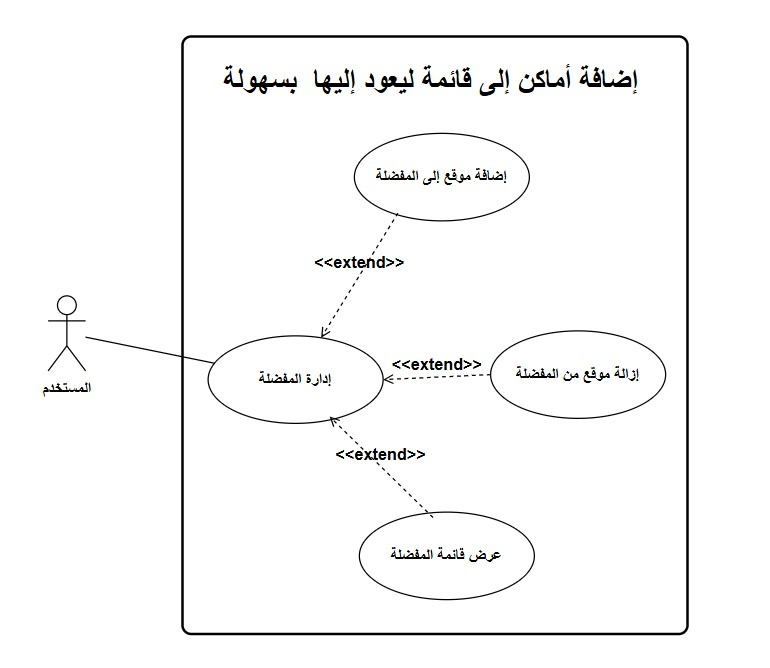 إضافة أماكن إلى قائمة ليعود إليها بسهولة
إضافة موقع إلى المفضلة
<<extend>>
المستخدم
إدارة المفضلة
<<extend>>
إزالة موقع من المفضلة
<<extend>>
عرض قائمة المفضلة